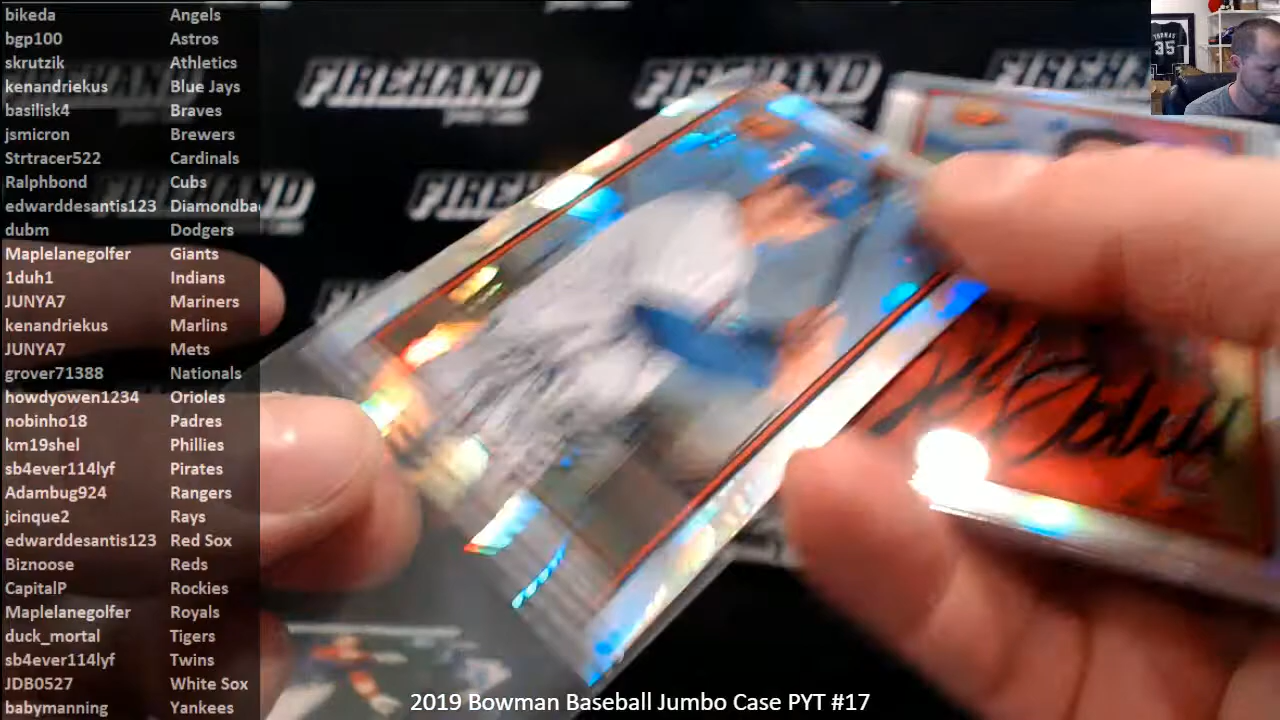 bikeda Angels
bgp100 Astros
skrutzik Athletics
kenandriekus Blue Jays
basilisk4 Braves
jsmicron Brewers
Strtracer522 Cardinals
Ralphbond Cubs
edwarddesantis123 Diamondba
dubm Dodgers
Maplelanegolfer Giants
1duh1 Indians
JUNYA7 Mariners
kenandriekus Marlins
JUNYA7 Mets
grover71388 Nationals
howdyowen1234 Orioles
nobinho18 Padres
km19shel Phillies
sb4ever114lyf Pirates
Adambug924 Rangers
jcinque2 Rays
edwarddesantis123 Red Sox
Biznoose Reds
CapitalP Rockies
Maplelanegolfer Royals
duck_mortal Tigers
sb4ever114lyf Twins
JDB0527 White Sox
babymanning Yankees
FIREHAND
FIREHAND
FIREHAND
THOMAS
35
2019 Bowman Baseball Jumbo Case PYT #17